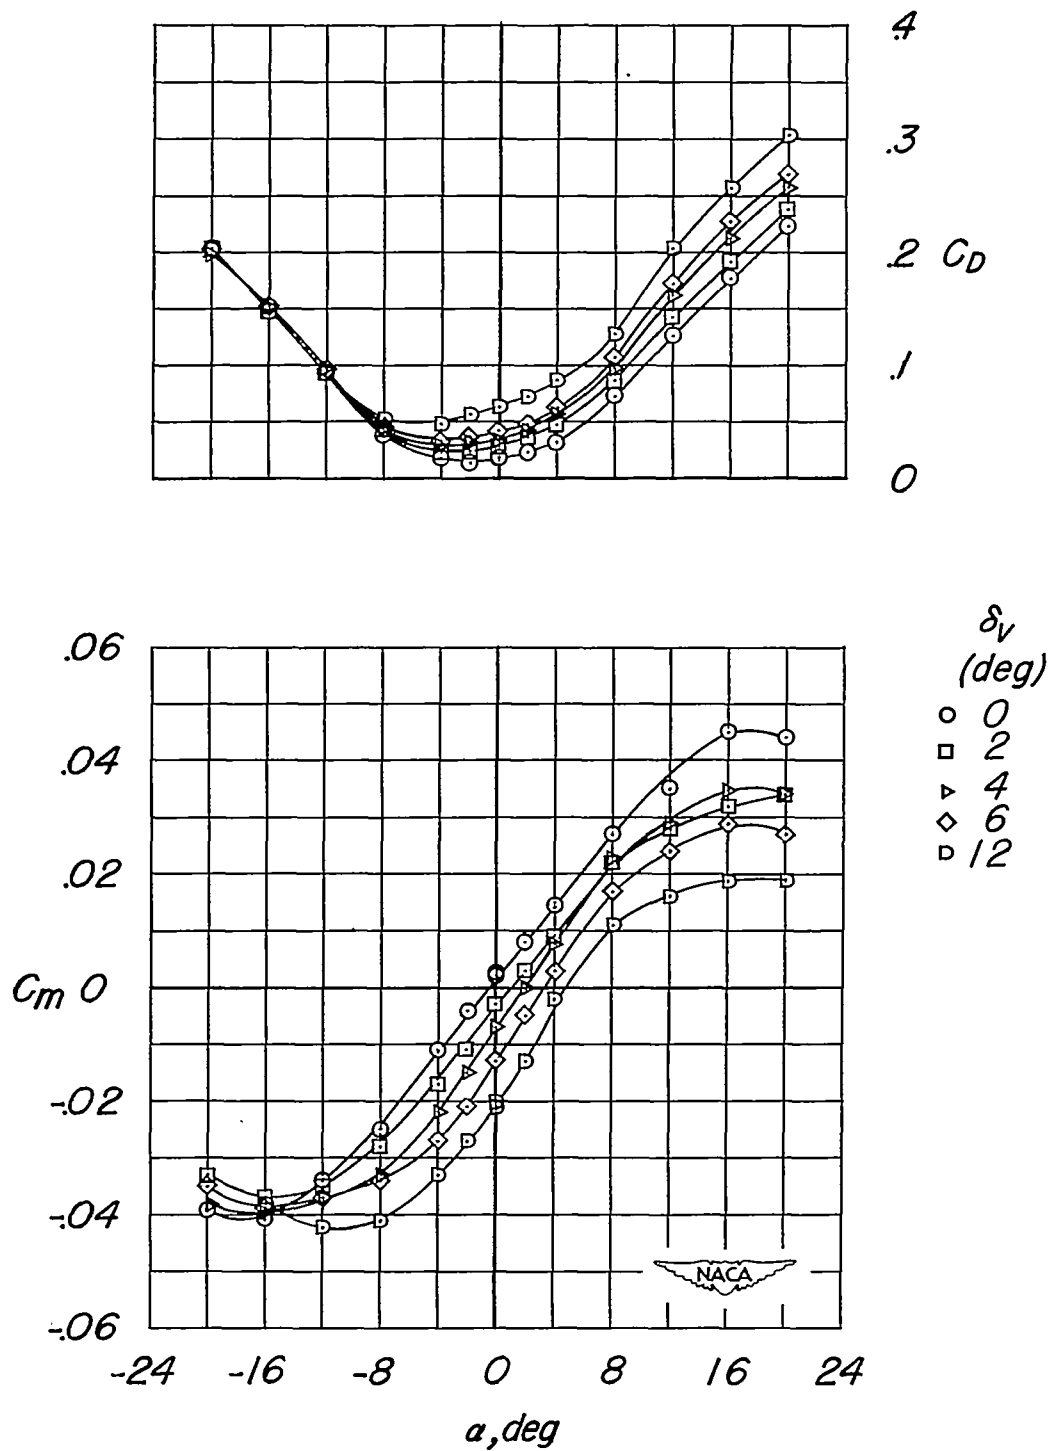 .4
.3
.2 C_D
.1
0
.06
.04
.02
C_m 0
-.02
-.04
-.06
-24 -16 -8 0 8 16 24
α, deg
δ_V
(deg)
○ 0
□ 2
▷ 4
◇ 6
D 12
NACA